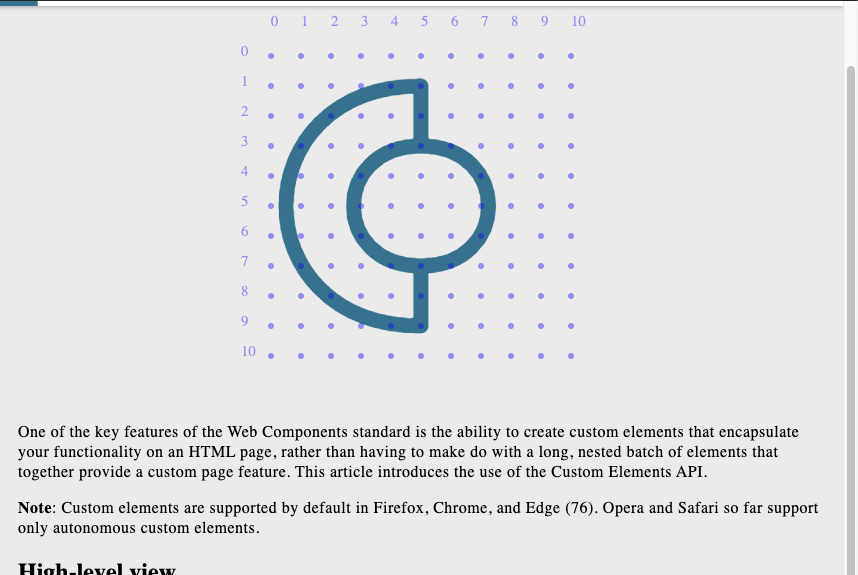 0 1 2 3 4 5 6 7 8 9 10
0
1
2
3
4
5
6
7
8
9
10
One of the key features of the Web Components standard is the ability to create custom elements that encapsulate
your functionality on an HTML page, rather than having to make do with a long, nested batch of elements that
together provide a custom page feature. This article introduces the use of the Custom Elements API.
Note: Custom elements are supported by default in Firefox, Chrome, and Edge (76). Opera and Safari so far support
only autonomous custom elements.
High-level view